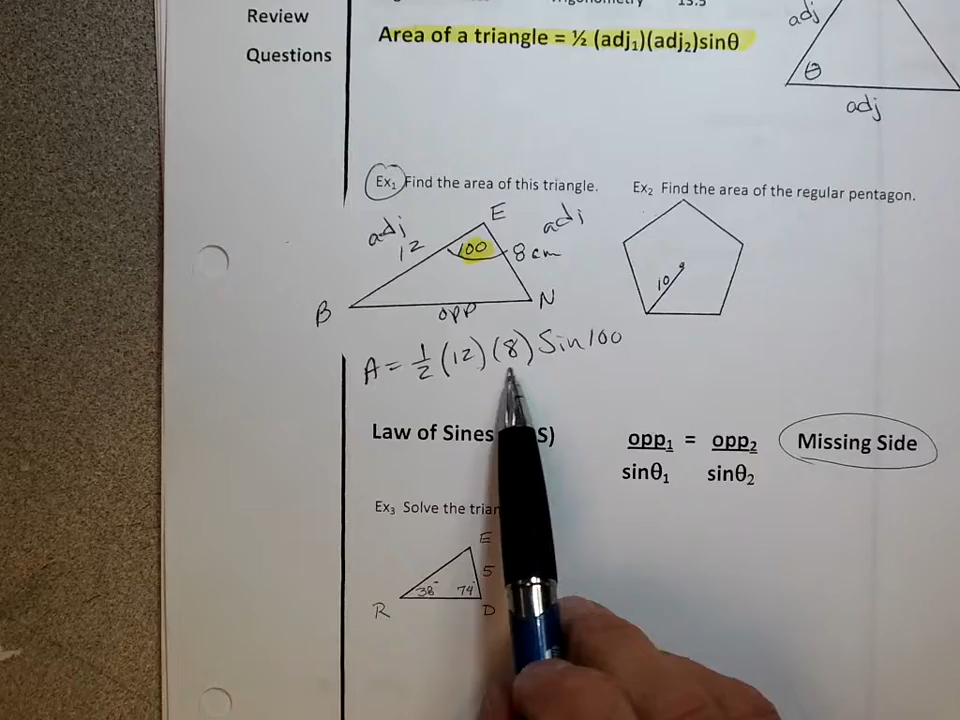 Trigonometry 13.5
Review
Questions
Area of a triangle = ½ (adj₁)(adj₂)sinθ
adj
θ
adj
Ex₁ Find the area of this triangle.
Ex₂ Find the area of the regular pentagon.
E
adj
adj
12
100
8 cm
10
B
opp
N
A = 1/2 (12)(8) Sin100
Law of Sines S)
opp₁ = opp₂
sinθ₁ sinθ₂
Missing Side
Ex₃ Solve the
E
5
38°
74°
R
D